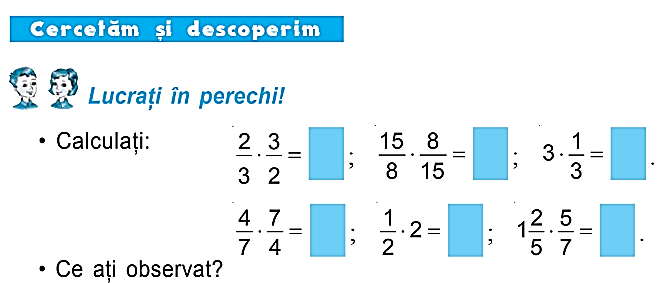 Cercetăm și descoperim
Lucrați în perechi!
• Calculați: 2/3 · 3/2 = ; 15/8 · 8/15 = ; 3 · 1/3 = .
4/7 · 7/4 = ; 1/2 · 2 = ; 1 2/5 · 5/7 = .
• Ce ați observat?